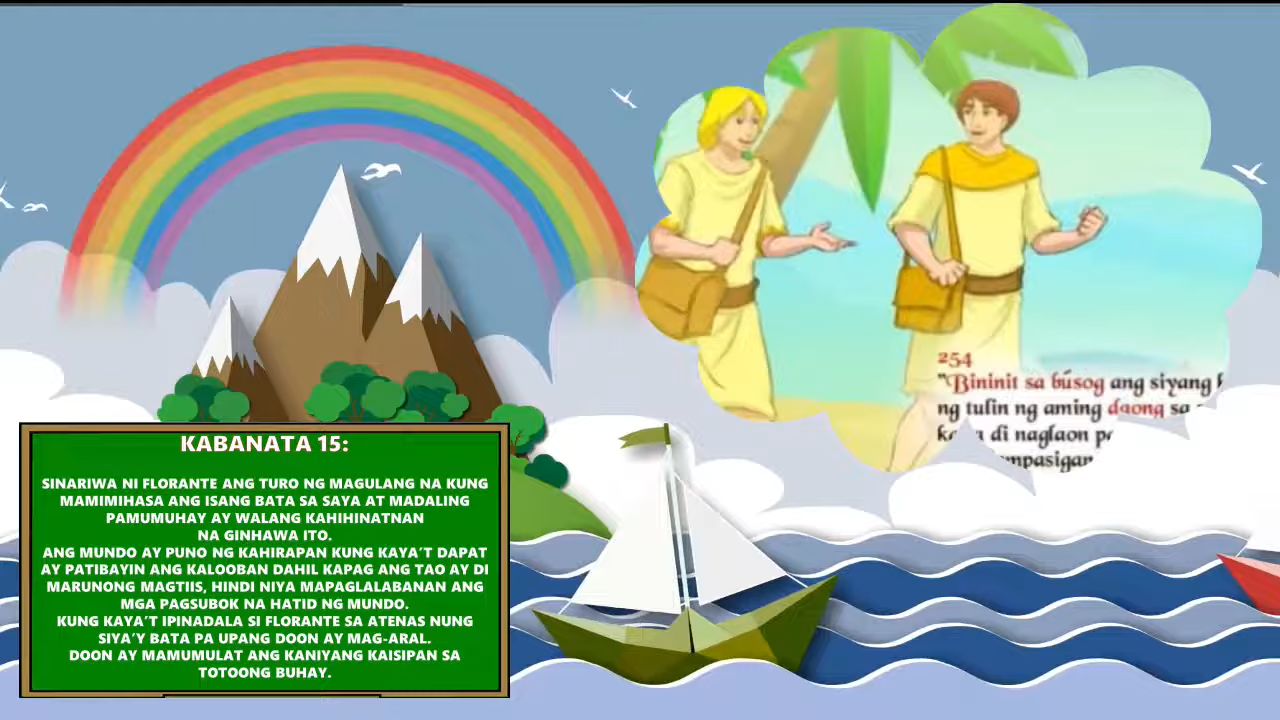 KABANATA 15:
SINARIWA NI FLORANTE ANG TURO NG MAGULANG NA KUNG
MAMIMIHASA ANG ISANG BATA SA SAYA AT MADALING
PAMUMUHAY AY WALANG KAHIHINATNAN
NA GINHAWA ITO.
ANG MUNDO AY PUNO NG KAHIRAPAN KUNG KAYA'T DAPAT
AY PATIBAYIN ANG KALOOBAN DAHIL KAPAG ANG TAO AY DI
MARUNONG MAGTIIS, HINDI NIYA MAPAGLALABANAN ANG
MGA PAGSUBOK NA HATID NG MUNDO.
KUNG KAYA'T IPINADALA SI FLORANTE SA ATENAS NUNG
SIYA'Y BATA PA UPANG DOON AY MAG-ARAL.
DOON AY MAMUMULAT ANG KANIYANG KAISIPAN SA
TOTOONG BUHAY.
254
"Bininit sa búsog ang siyang
ng tulin ng aming daong sa
di naglaon